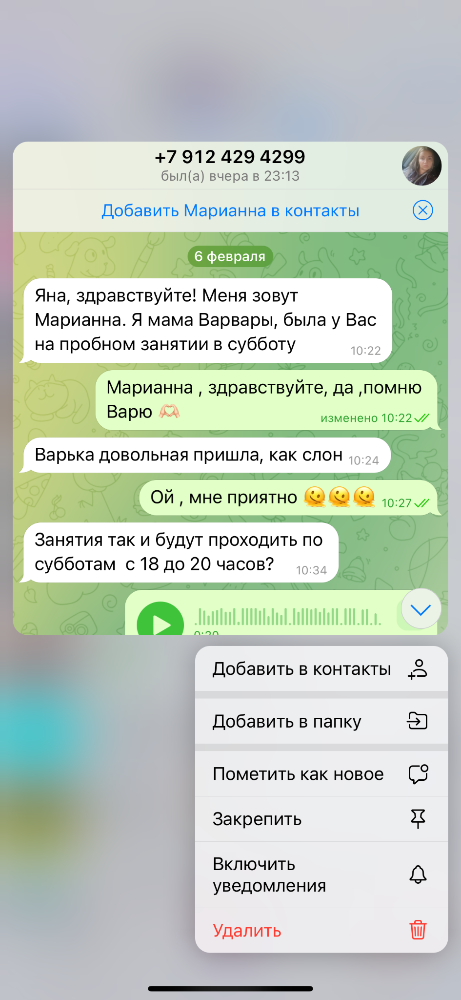 +7 912 429 4299
был(а) вчера в 23:13
Добавить Марианна в контакты
6 февраля
Яна, здравствуйте! Меня зовут
Марианна. Я мама Варвары, была у Вас
на пробном занятии в субботу
10:22
Марианна , здравствуйте, да ,помню
Варю 🫶🏻
изменено 10:22
Варька довольная пришла, как слон 10:24
Ой , мне приятно 🫠🫠🫠 10:27
Занятия так и будут проходить по
субботам  с 18 до 20 часов?
10:34
0:20
Добавить в контакты
Добавить в папку
Пометить как новое
Закрепить
Включить
уведомления
Удалить